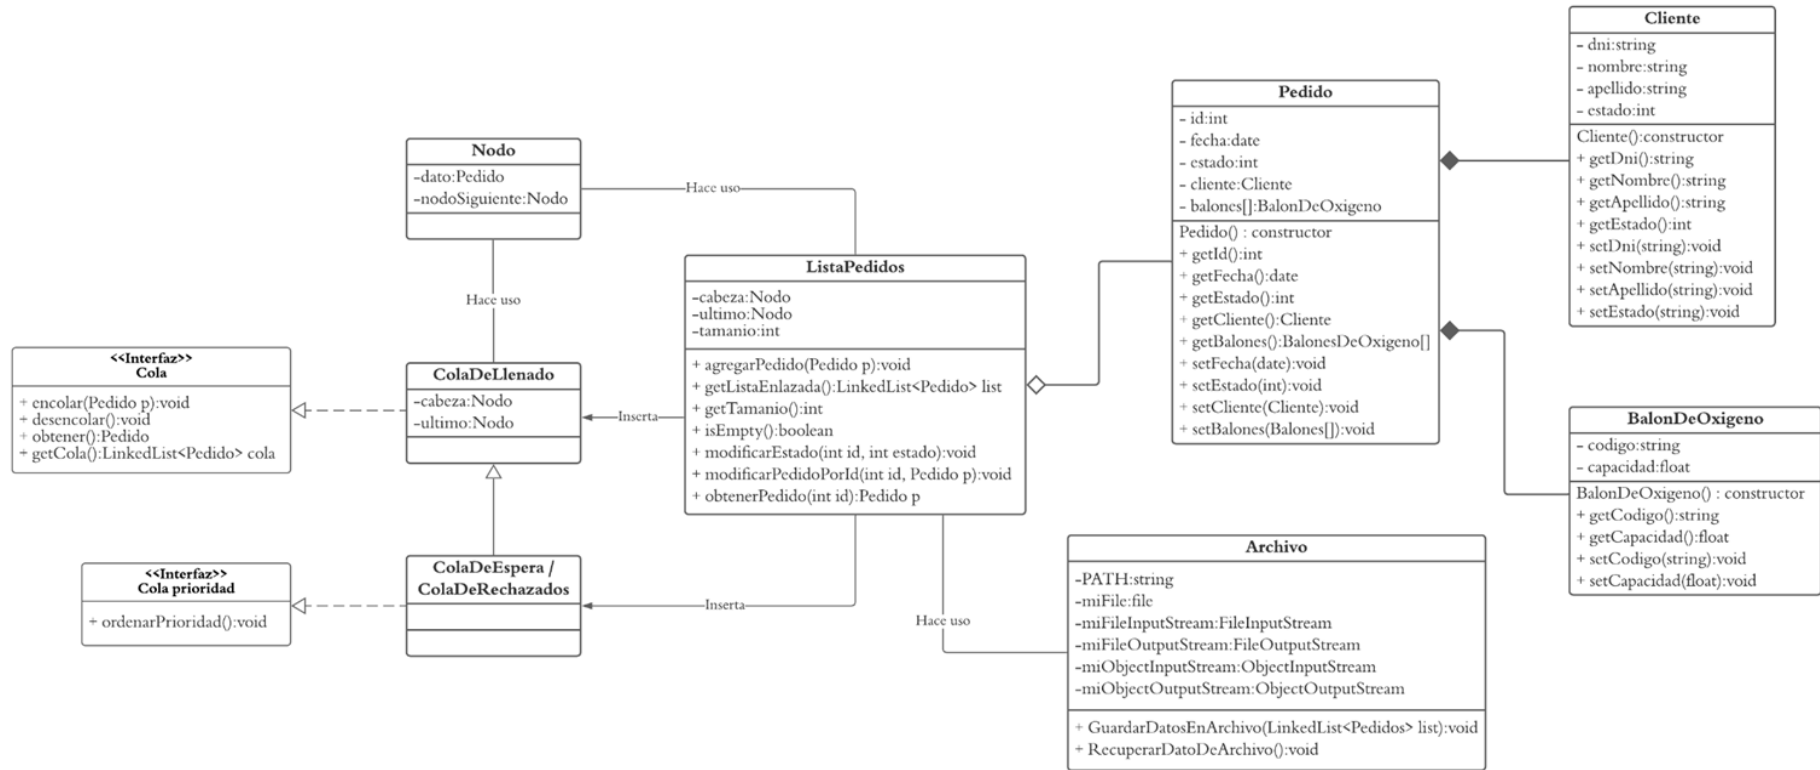 Cliente
- dni:string
- nombre:string
- apellido:string
- estado:int
Cliente():constructor
+ getDni():string
+ getNombre():string
+ getApellido():string
+ getEstado():int
+ setDni(string):void
+ setNombre(string):void
+ setApellido(string):void
+ setEstado(string):void
Pedido
- id:int
- fecha:date
- estado:int
- cliente:Cliente
- balones[]:BalonDeOxigeno
Pedido() : constructor
+ getId():int
+ getFecha():date
+ getEstado():int
+ getCliente():Cliente
+ getBalones():BalonesDeOxigeno[]
+ setFecha(date):void
+ setEstado(int):void
+ setCliente(Cliente):void
+ setBalones(Balones[]):void
Nodo
-dato:Pedido
-nodoSiguiente:Nodo
Hace uso
Hace uso
ListaPedidos
-cabeza:Nodo
-ultimo:Nodo
-tamanio:int
+ agregarPedido(Pedido p):void
+ getListaEnlazada():LinkedList<Pedido> list
+ getTamanio():int
+ isEmpty():boolean
+ modificarEstado(int id, int estado):void
+ modificarPedidoPorId(int id, Pedido p):void
+ obtenerPedido(int id):Pedido p
<<Interfaz>>
Cola
+ encolar(Pedido p):void
+ desencolar():void
+ obtener():Pedido
+ getCola():LinkedList<Pedido> cola
ColaDeLlenado
-cabeza:Nodo
-ultimo:Nodo
Inserta
BalonDeOxigeno
- codigo:string
- capacidad:float
BalonDeOxigeno() : constructor
+ getCodigo():string
+ getCapacidad():float
+ setCodigo(string):void
+ setCapacidad(float):void
<<Interfaz>>
Cola prioridad
+ ordenarPrioridad():void
ColaDeEspera /
ColaDeRechazados
Inserta
Hace uso
Archivo
-PATH:string
-miFile:file
-miFileInputStream:FileInputStream
-miFileOutputStream:FileOutputStream
-miObjectInputStream:ObjectInputStream
-miObjectOutputStream:ObjectOutputStream
+ GuardarDatosEnArchivo(LinkedList<Pedidos> list):void
+ RecuperarDatoDeArchivo():void